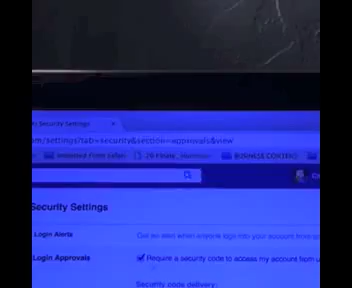 Security Settings
om/settings?tab=security&section=approvals&view
Imported From Safari
Security Settings
Login Alerts Get an alert when anyone logs into your account from
Login Approvals Require a security code to access my account from u
Security code delivery: